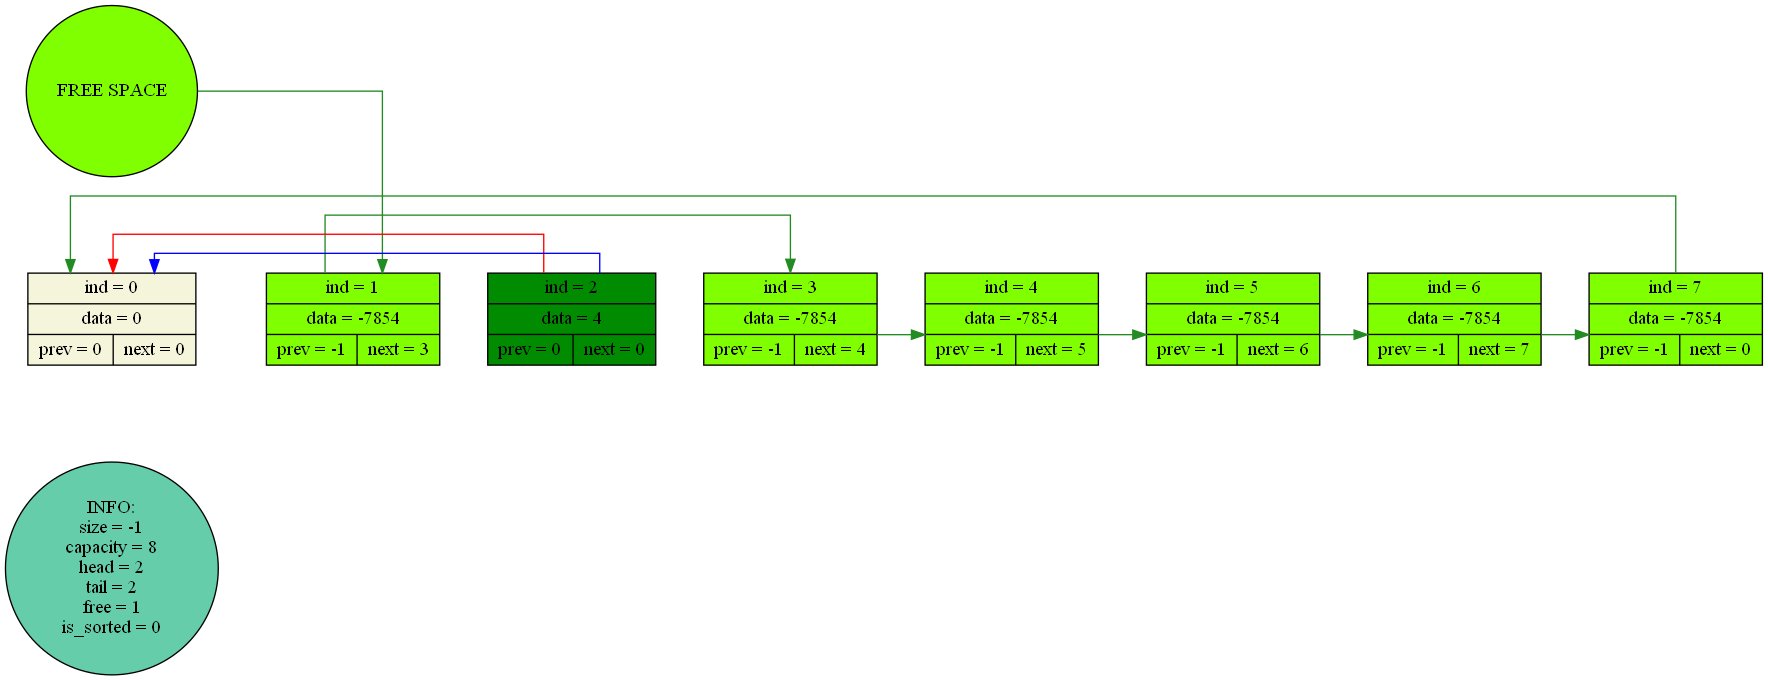 FREE SPACE
ind = 0
data = 0
prev = 0 next = 0
ind = 1
data = -7854
prev = -1 next = 3
ind = 2
data = 4
prev = 0 next = 0
ind = 3
data = -7854
prev = -1 next = 4
ind = 4
data = -7854
prev = -1 next = 5
ind = 5
data = -7854
prev = -1 next = 6
ind = 6
data = -7854
prev = -1 next = 7
ind = 7
data = -7854
prev = -1 next = 0
INFO:
size = -1
capacity = 8
head = 2
tail = 2
free = 1
is_sorted = 0